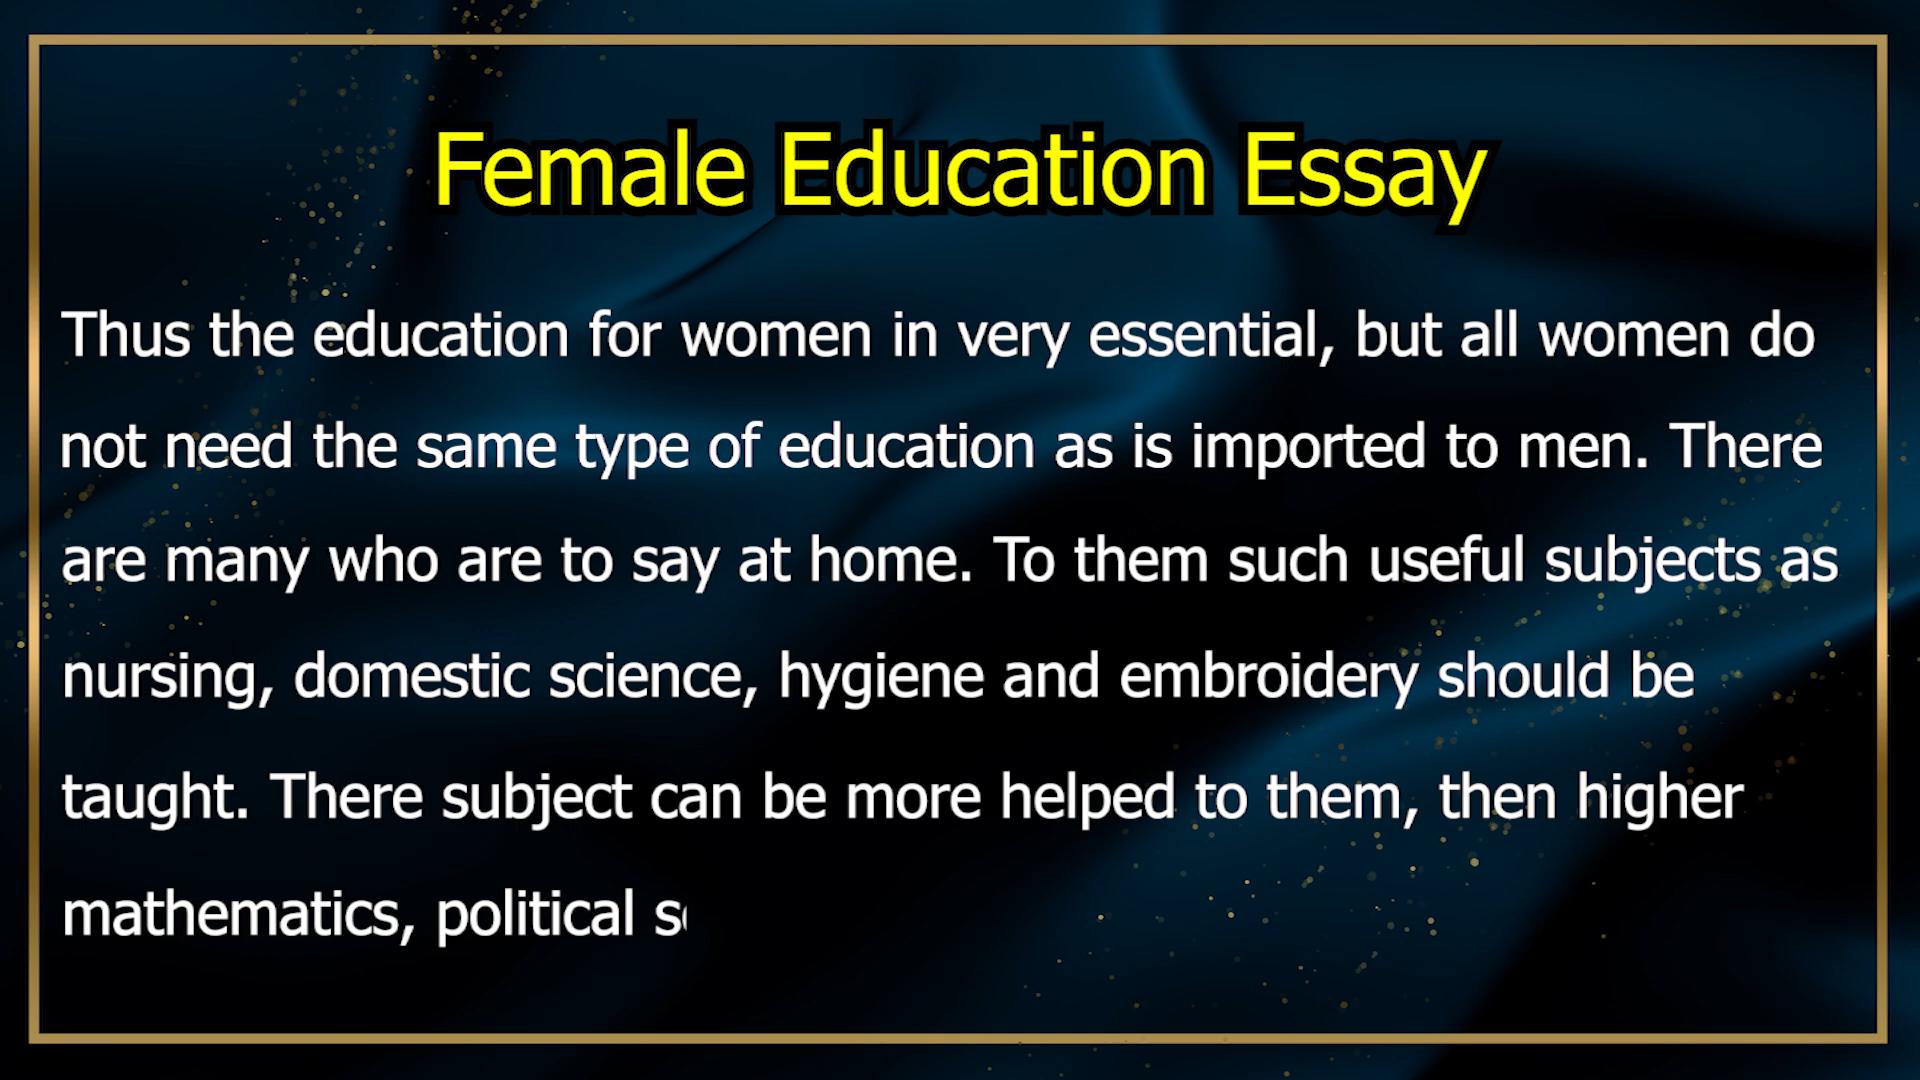 Female Education Essay
Thus the education for women in very essential, but all women do
not need the same type of education as is imported to men. There
are many who are to say at home. To them such useful subjects as
nursing, domestic science, hygiene and embroidery should be
taught. There subject can be more helped to them, then higher
mathematics, political